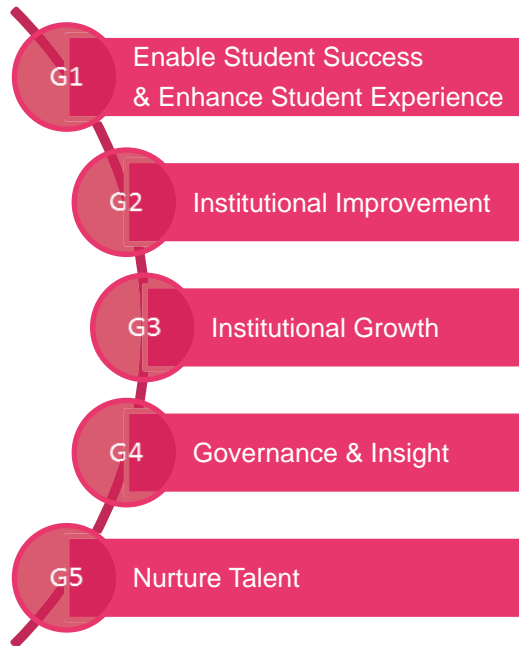 G1
Enable Student Success
& Enhance Student Experience
G2
Institutional Improvement
G3
Institutional Growth
G4
Governance & Insight
G5
Nurture Talent